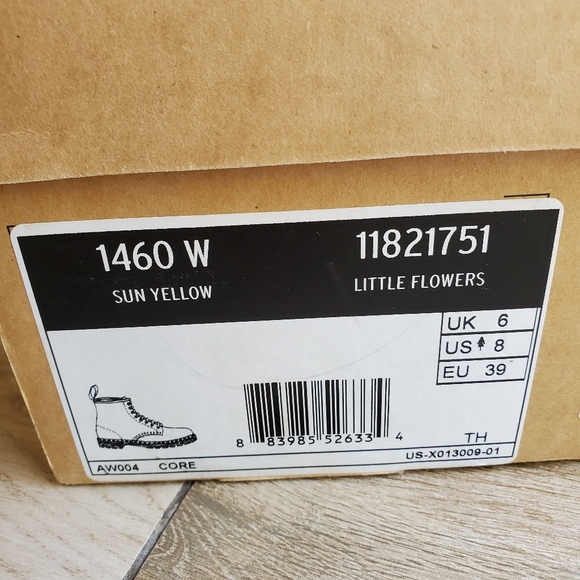 1460 W
11821751
SUN YELLOW
LITTLE FLOWERS
UK 6
US 8
EU 39
8 83985 52633 4
TH
AW004 CORE
US-X013009-01